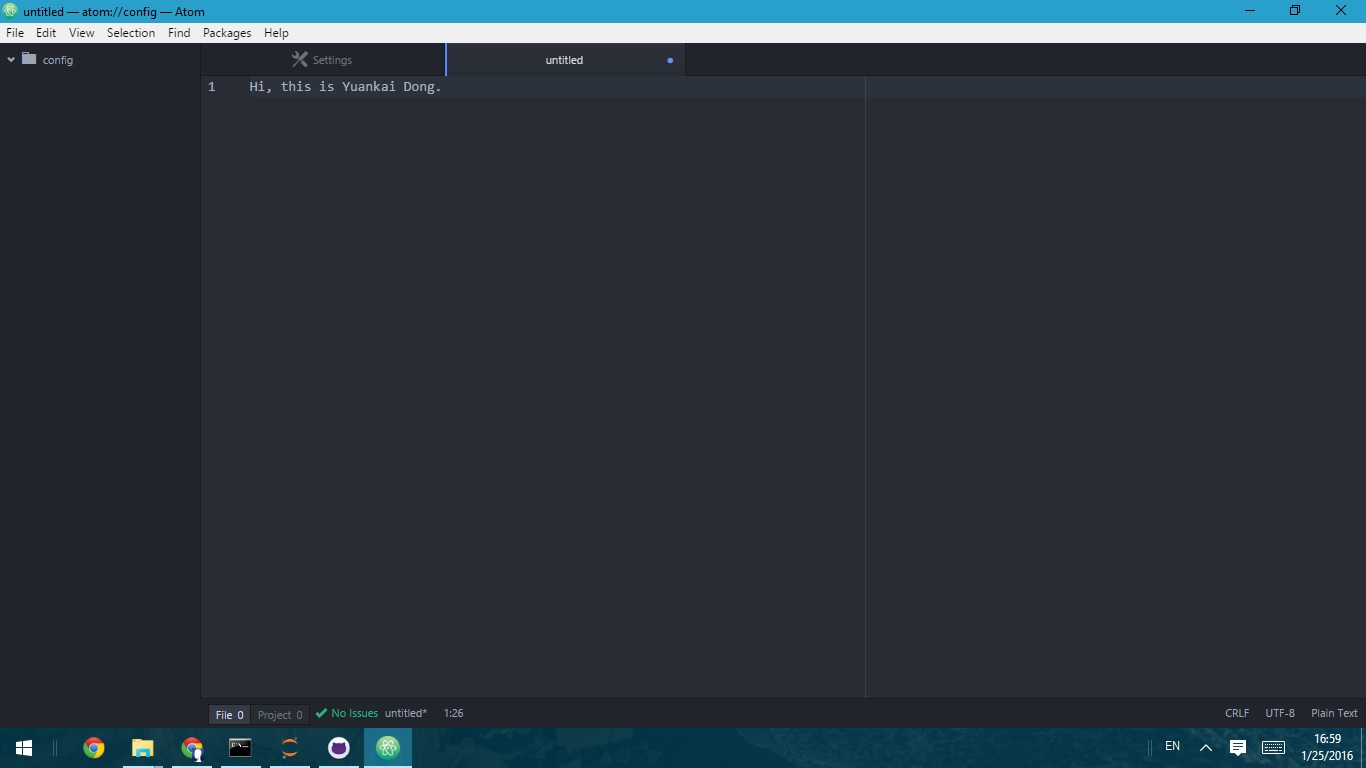 untitled — atom://config — Atom
File Edit View Selection Find Packages Help
config
Settings
untitled
1 Hi, this is Yuankai Dong.
File 0 Project 0 No Issues untitled* 1:26 CRLF UTF-8 Plain Text
EN
16:59
1/25/2016